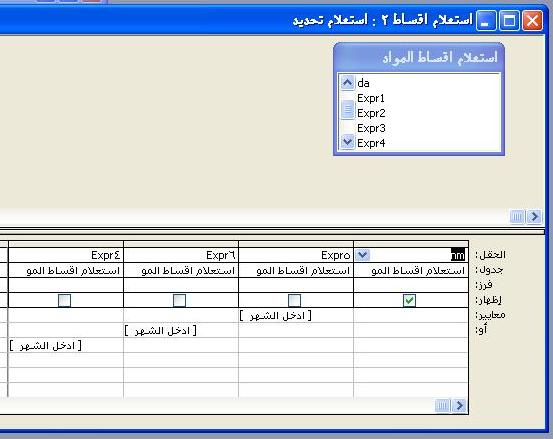 استعلام اقساط ٢ : استعلام تحديد
استعلام اقساط المواد
da
Expr1
Expr2
Expr3
Expr4
الحقل: nm Expr٥ Expr٦ Expr٤
جدول: استعلام اقساط المو استعلام اقساط المو استعلام اقساط المو استعلام اقساط المو
فرز:
إظهار:
معايير: [ ادخل الشهر ]
أو: [ ادخل الشهر ]
[ ادخل الشهر ]